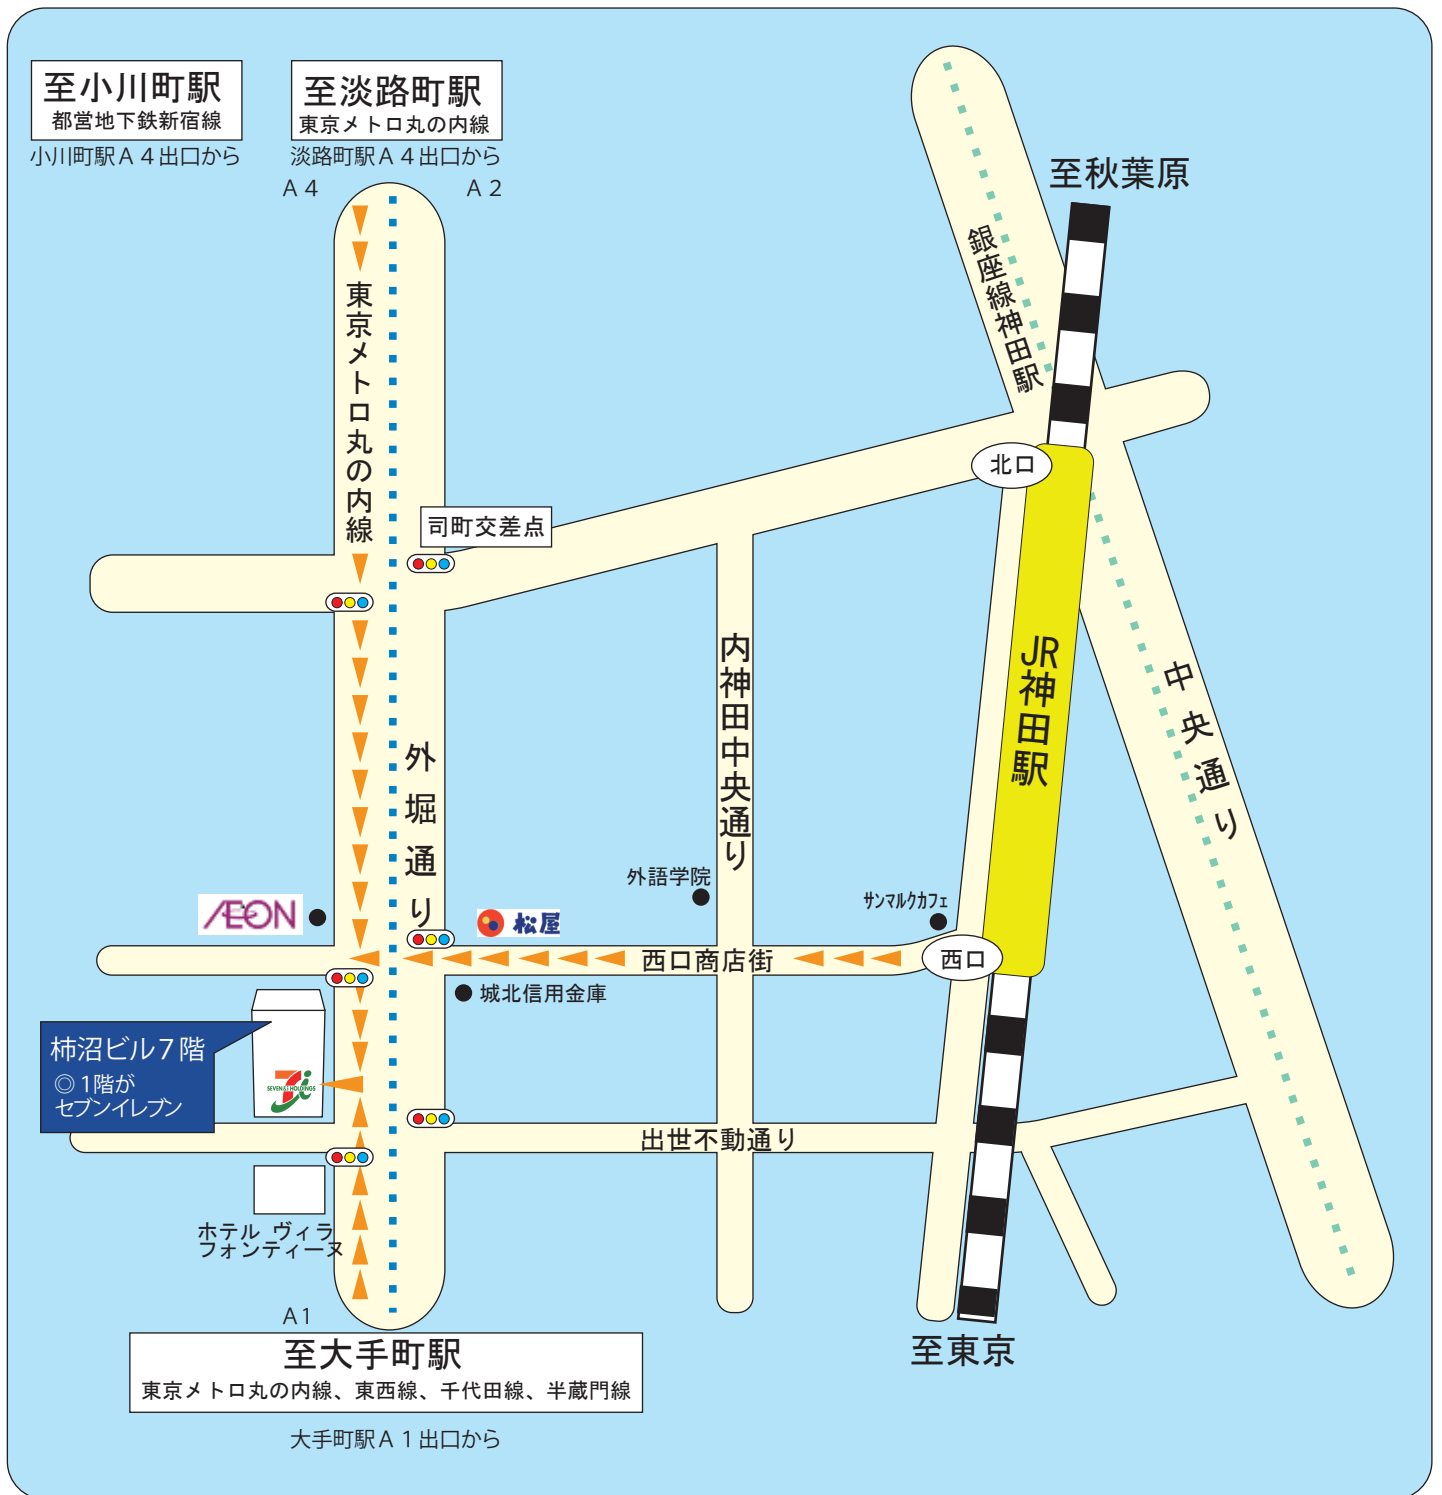 至小川町駅
都営地下鉄新宿線
小川町駅A4出口から
至淡路町駅
東京メトロ丸の内線
淡路町駅A4出口から
A4
A2
至秋葉原
銀座線神田駅
東京メトロ丸の内線
北口
司町交差点
内神田中央通り
JR神田駅
中央通り
外堀通り
外語学院
サンマルクカフェ
ÆON
松屋
西口商店街
西口
城北信用金庫
柿沼ビル7階
◎1階が
セブンイレブン
SEVEN & I HOLDINGS
出世不動通り
ホテル ヴィラ
フォンティーヌ
A1
至大手町駅
東京メトロ丸の内線、東西線、千代田線、半蔵門線
大手町駅A1出口から
至東京